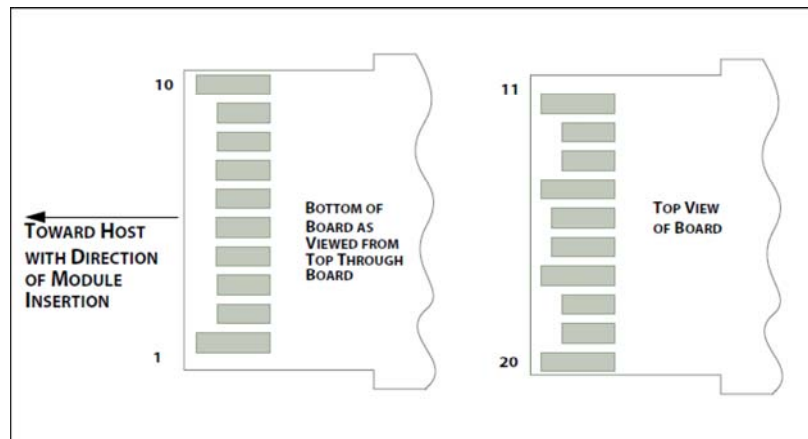 10
BOTTOM OF
BOARD AS
VIEWED FROM
TOP THROUGH
BOARD
1
TOWARD HOST
WITH DIRECTION
OF MODULE
INSERTION
11
TOP VIEW
OF BOARD
20